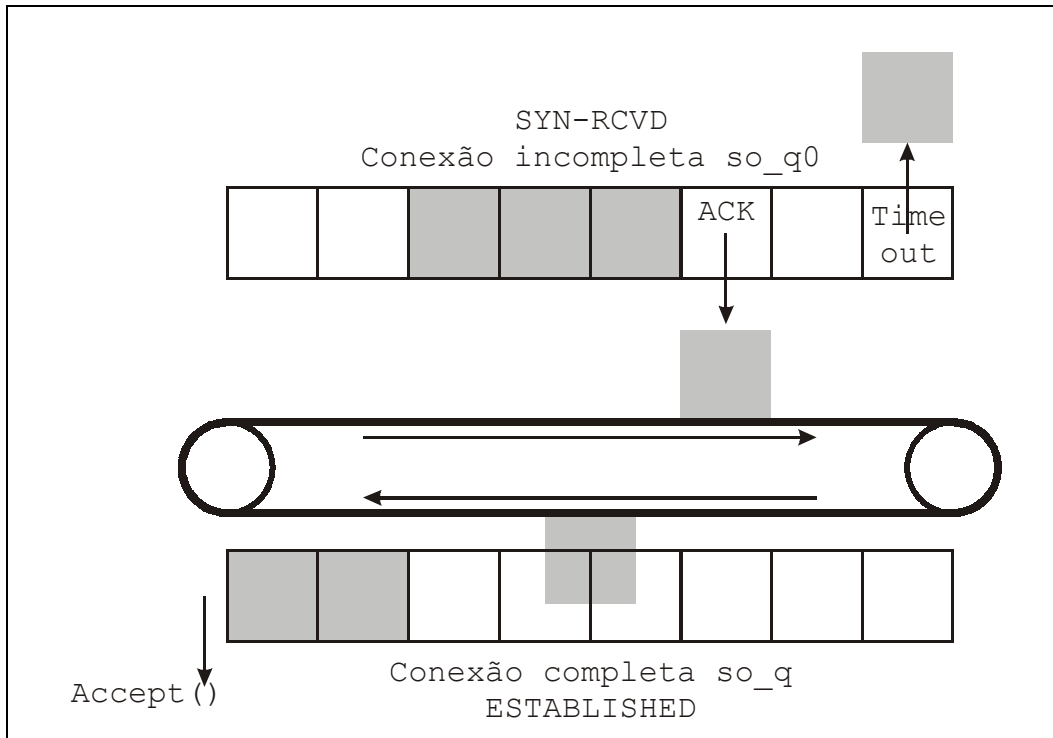 SYN-RCVD
Conexão incompleta so_q0
ACK
Time
out
Accept()
Conexão completa so_q
ESTABLISHED